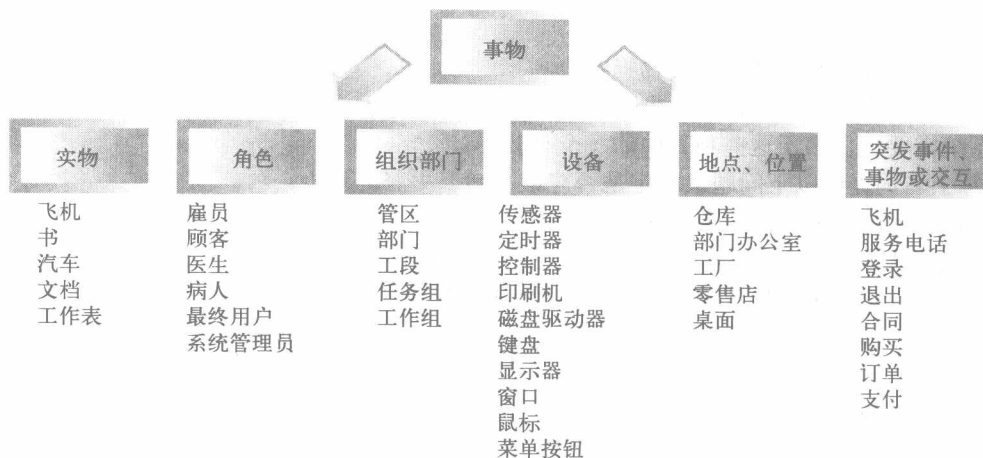 事物
实物
飞机
书
汽车
文档
工作表
角色
雇员
顾客
医生
病人
最终用户
系统管理员
组织部门
管区
部门
工段
任务组
工作组
设备
传感器
定时器
控制器
印刷机
磁盘驱动器
键盘
显示器
窗口
鼠标
菜单按钮
地点、位置
仓库
部门办公室
工厂
零售店
桌面
突发事件、
事物或交互
飞机
服务电话
登录
退出
合同
购买
订单
支付